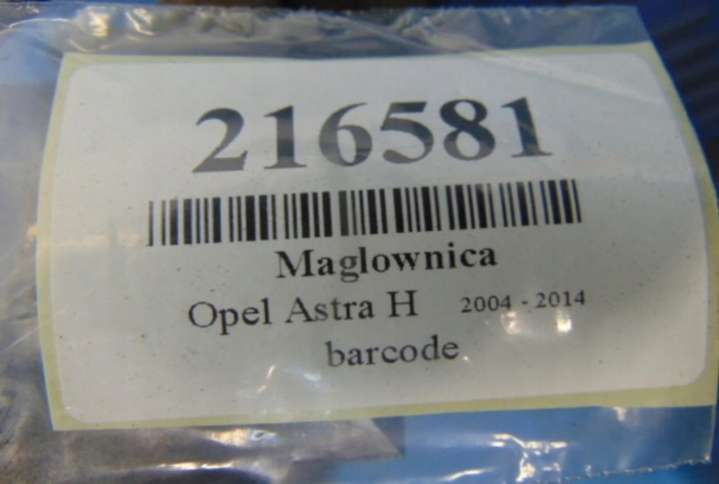 216581
Maglownica
Opel Astra H 2004 - 2014
barcode